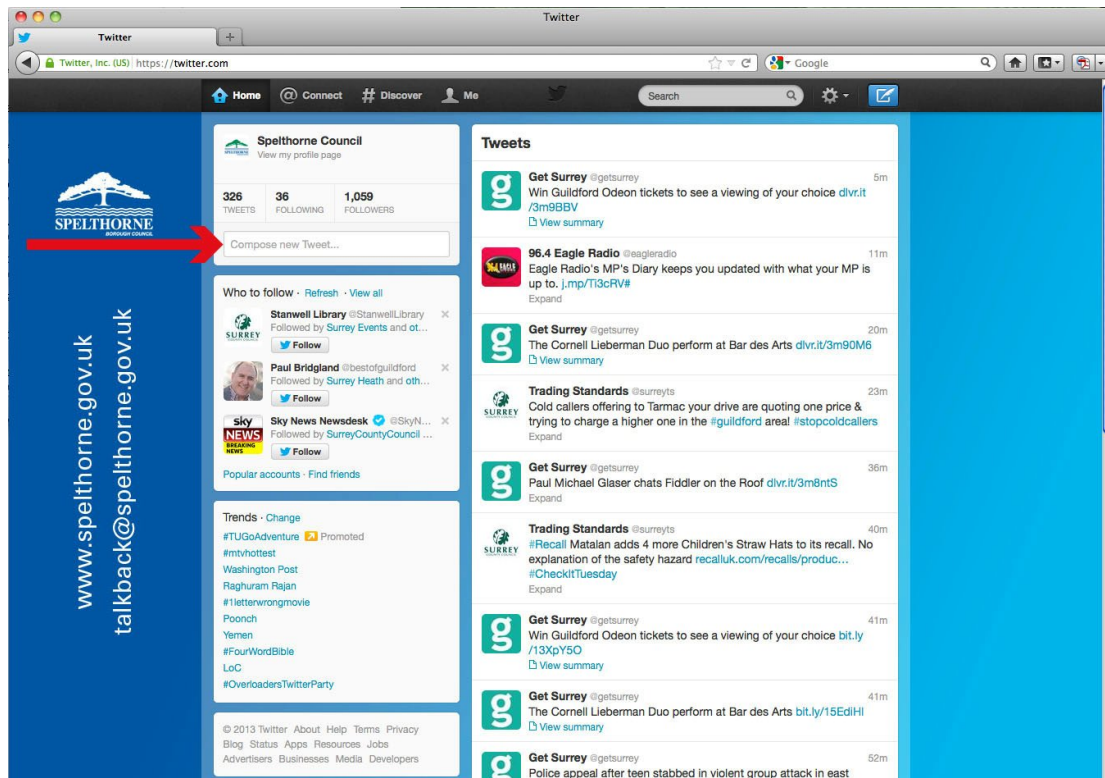 Twitter
Twitter
Twitter, Inc. (US) https://twitter.com
Google
Home
Connect
# Discover
Me
Search
SPELTHORNE
BOROUGH COUNCIL
www.spelthorne.gov.uk
talkback@spelthorne.gov.uk
Spelthorne Council
View my profile page
326 36 1,059
TWEETS FOLLOWING FOLLOWERS
Compose new Tweet...
Who to follow · Refresh · View all
Stanwell Library @StanwellLibrary
Followed by Surrey Events and ot...
Follow
Paul Bridgland @bestofguildford
Followed by Surrey Heath and oth...
Follow
Sky News Newsdesk @SkyN...
Followed by SurreyCountyCouncil ...
Follow
SURREY
sky
NEWS
BREAKING
NEWS
Popular accounts · Find friends
Trends · Change
#TUGoAdventure Promoted
#mtvhottest
Washington Post
Raghuram Rajan
#1letterwrongmovie
Poonch
Yemen
#FourWordBible
LoC
#OverloadersTwitterParty
© 2013 Twitter About Help Terms Privacy
Blog Status Apps Resources Jobs
Advertisers Businesses Media Developers
Tweets
Get Surrey @getsurrey 5m
Win Guildford Odeon tickets to see a viewing of your choice dlvr.it
/3m9BBV
View summary
96.4 Eagle Radio @eagleradio 11m
Eagle Radio's MP's Diary keeps you updated with what your MP is
up to. j.mp/Ti3cRV#
Expand
Get Surrey @getsurrey 20m
The Cornell Lieberman Duo perform at Bar des Arts dlvr.it/3m90M6
View summary
SURREY
Trading Standards @surreyts 23m
Cold callers offering to Tarmac your drive are quoting one price &
trying to charge a higher one in the #guildford area! #stopcoldcallers
Expand
Get Surrey @getsurrey 36m
Paul Michael Glaser chats Fiddler on the Roof dlvr.it/3m8ntS
Expand
SURREY
Trading Standards @surreyts 40m
#Recall Matalan adds 4 more Children's Straw Hats to its recall. No
explanation of the safety hazard recalluk.com/recalls/produc...
#CheckItTuesday
Expand
Get Surrey @getsurrey 41m
Win Guildford Odeon tickets to see a viewing of your choice bit.ly
/13XpY5O
View summary
Get Surrey @getsurrey 41m
The Cornell Lieberman Duo perform at Bar des Arts bit.ly/15EdiHl
View summary
Get Surrey @getsurrey 52m
Police appeal after teen stabbed in violent group attack in east